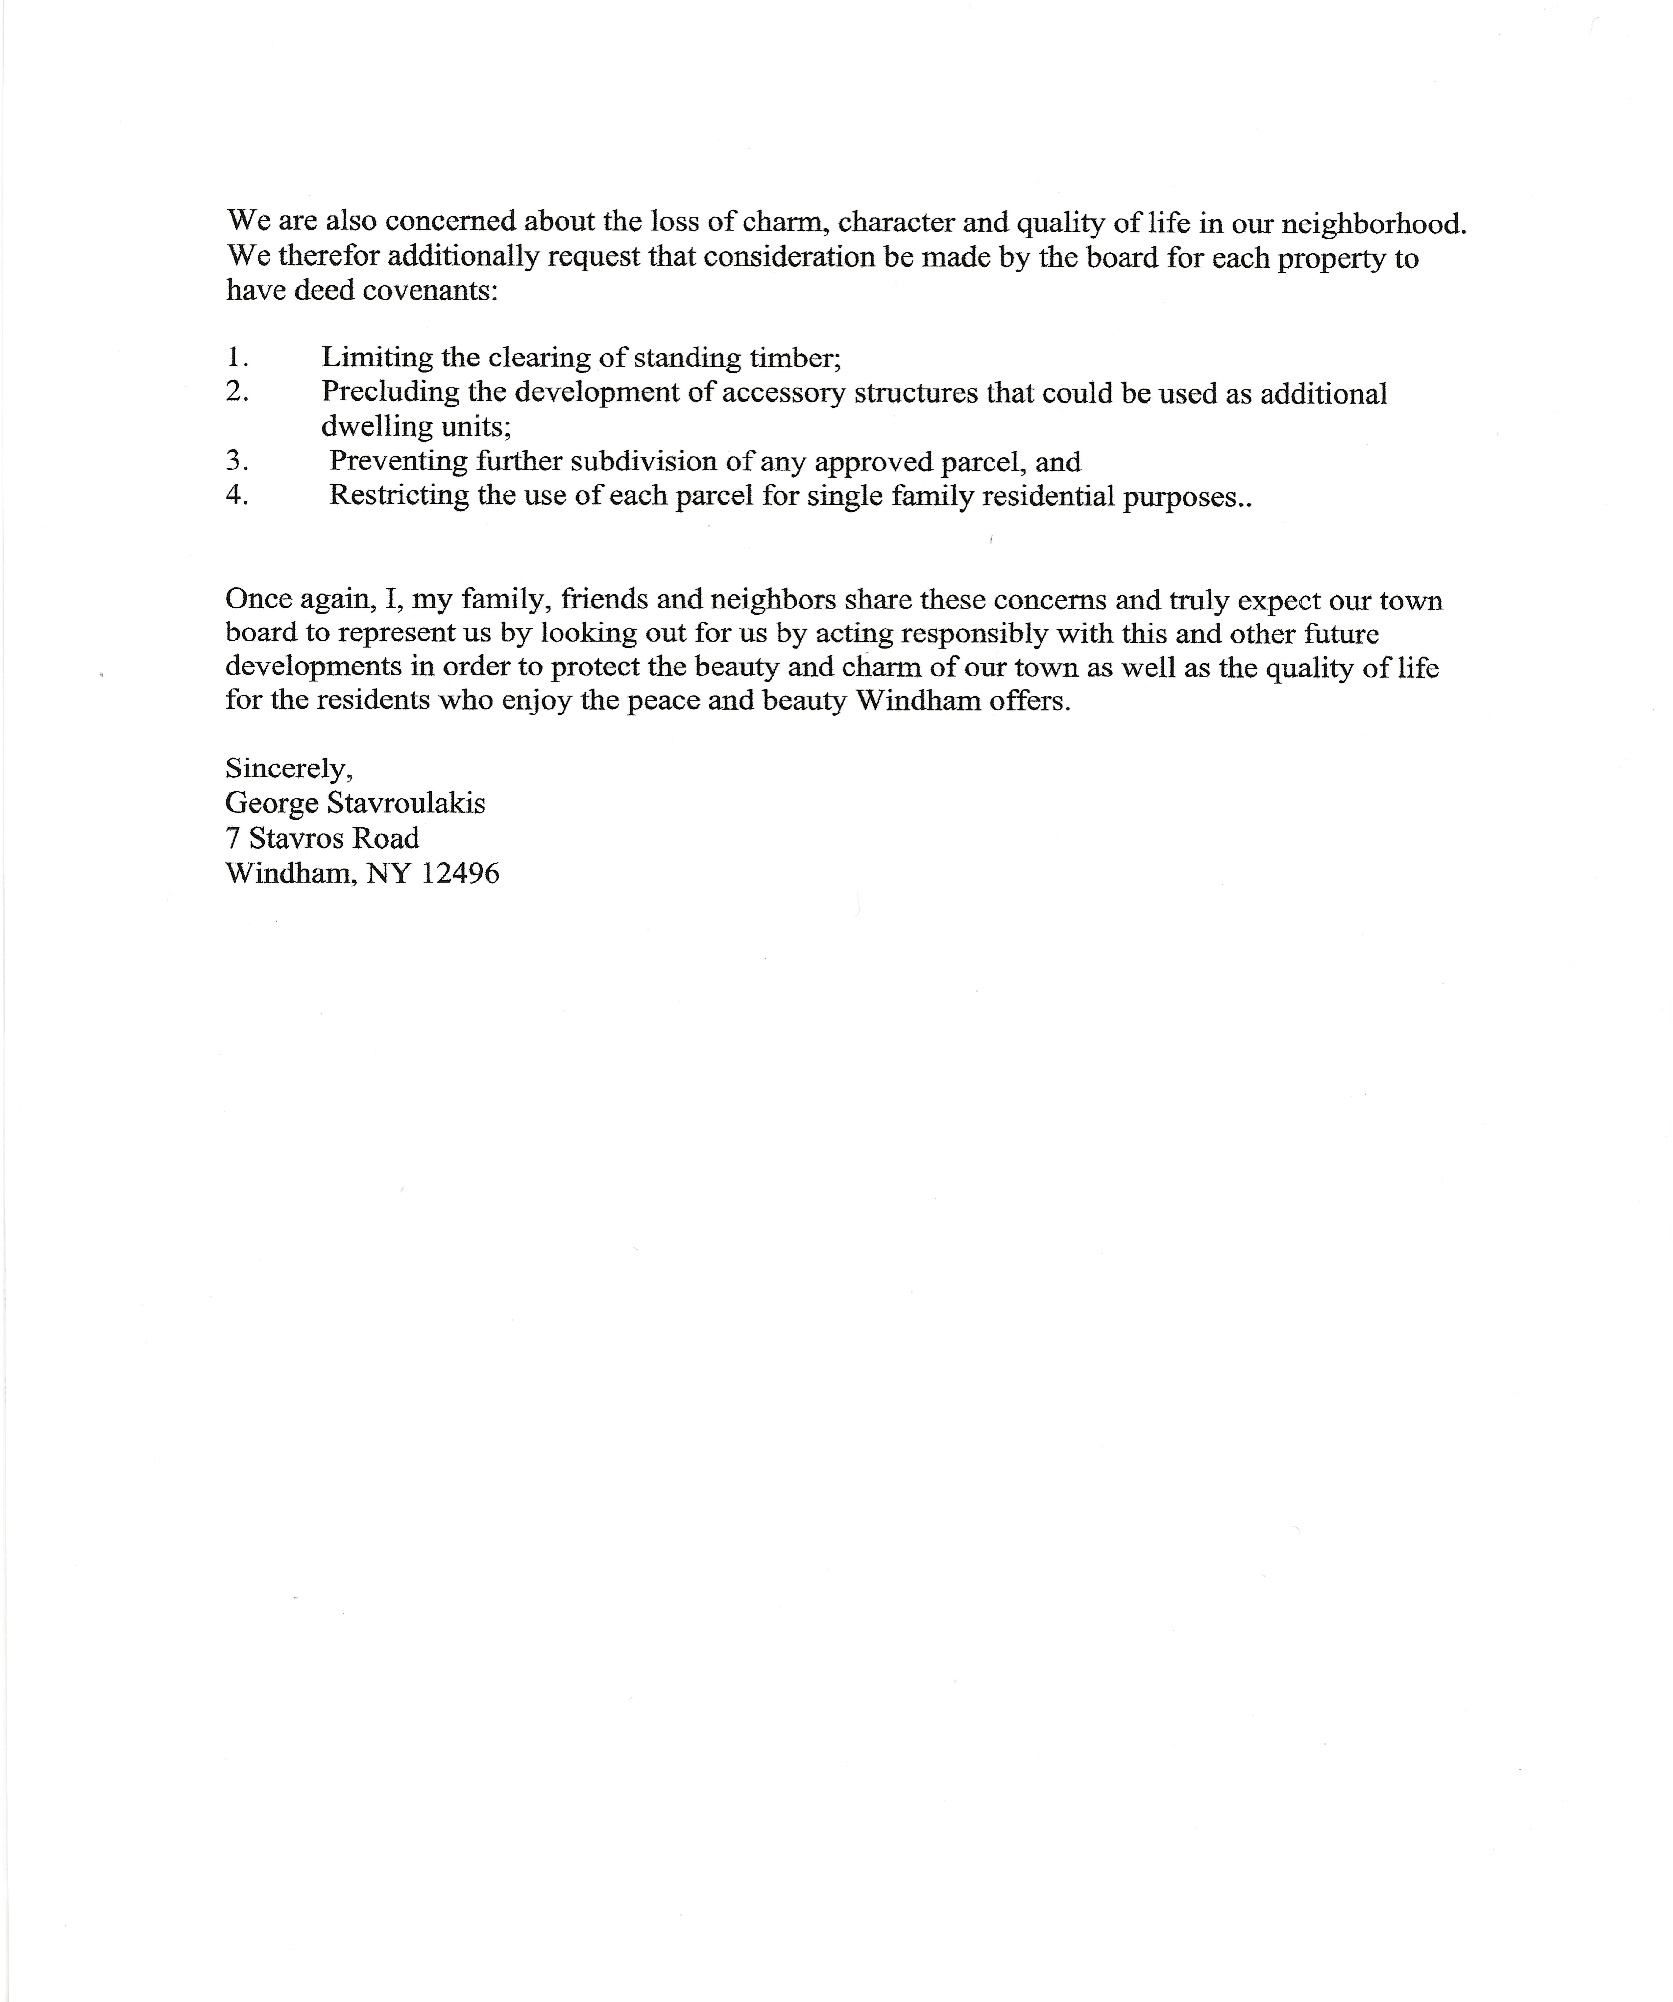 We are also concerned about the loss of charm, character and quality of life in our neighborhood.
We therefor additionally request that consideration be made by the board for each property to
have deed covenants:
1. Limiting the clearing of standing timber;
2. Precluding the development of accessory structures that could be used as additional
dwelling units;
3. Preventing further subdivision of any approved parcel, and
4. Restricting the use of each parcel for single family residential purposes..
Once again, I, my family, friends and neighbors share these concerns and truly expect our town
board to represent us by looking out for us by acting responsibly with this and other future
developments in order to protect the beauty and charm of our town as well as the quality of life
for the residents who enjoy the peace and beauty Windham offers.
Sincerely,
George Stavroulakis
7 Stavros Road
Windham, NY 12496